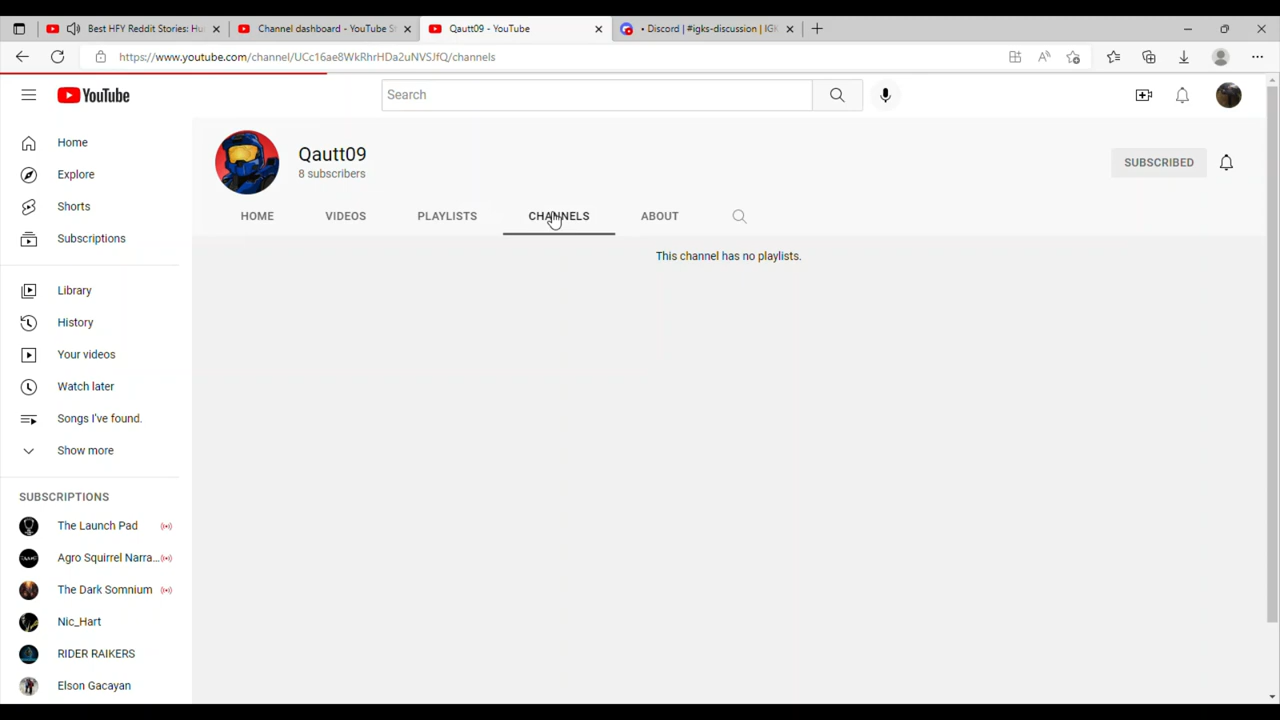 Best HFY Reddit Stories: Hu
Channel dashboard - YouTube St
Qautt09 - YouTube
• Discord | #igks-discussion | IGK
https://www.youtube.com/channel/UCc16ae8WkRhrHDa2uNVSJfQ/channels
YouTube
Search
Home
Explore
Shorts
Subscriptions
Library
History
Your videos
Watch later
Songs I've found.
Show more
SUBSCRIPTIONS
The Launch Pad
Agro Squirrel Narra...
The Dark Somnium
Nic_Hart
RIDER RAIKERS
Elson Gacayan
Qautt09
8 subscribers
SUBSCRIBED
HOME VIDEOS PLAYLISTS CHANNELS ABOUT
This channel has no playlists.